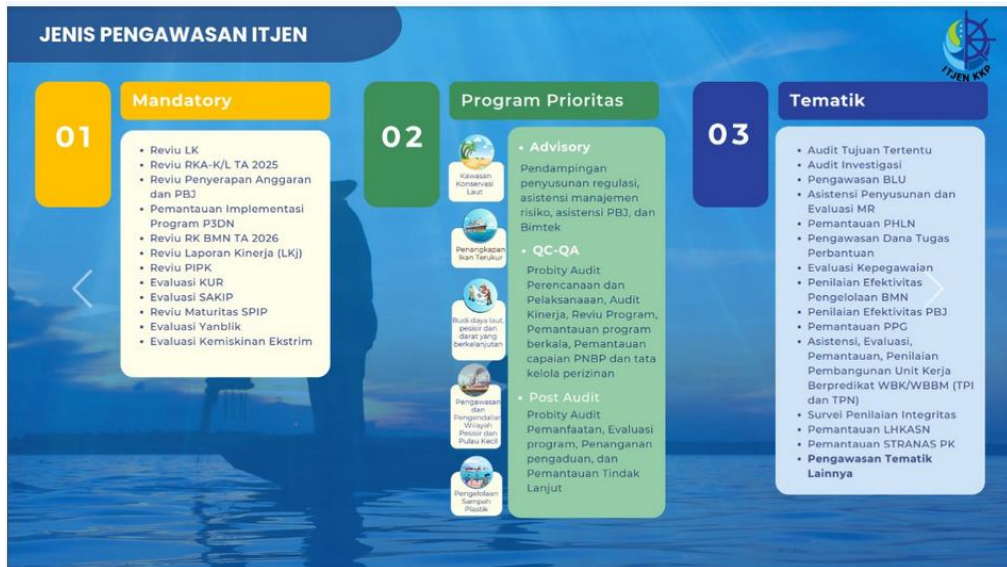 JENIS PENGAWASAN ITJEN
ITJEN KKP
01
Mandatory
• Reviu LK
• Reviu RKA-K/L TA 2025
• Reviu Penyerapan Anggaran
dan PBJ
• Pemantauan Implementasi
Program P3DN
• Reviu RK BMN TA 2026
• Reviu Laporan Kinerja (LKj)
• Reviu PIPK
• Evaluasi KUR
• Evaluasi SAKIP
• Reviu Maturitas SPIP
• Evaluasi Yanblik
• Evaluasi Kemiskinan Ekstrim
02
Program Prioritas
Kawasan
Konservasi
Laut
Penangkapan
Ikan Terukur
Budi daya laut,
pesisir dan
darat yang
berkelanjutan
Pengawasan
dan
Pengendalian
Wilayah
Pesisir dan
Pulau Kecil
Pengelolaan
Sampah
Plastik
• Advisory
Pendampingan
penyusunan regulasi,
asistensi manajemen
risiko, asistensi PBJ, dan
Bimtek
• QC-QA
Probity Audit
Perencanaan dan
Pelaksanaaan, Audit
Kinerja, Reviu Program,
Pemantauan program
berkala, Pemantauan
capaian PNBP dan tata
kelola perizinan
• Post Audit
Probity Audit
Pemanfaatan, Evaluasi
program, Penanganan
pengaduan, dan
Pemantauan Tindak
Lanjut
03
Tematik
• Audit Tujuan Tertentu
• Audit Investigasi
• Pengawasan BLU
• Asistensi Penyusunan dan
Evaluasi MR
• Pemantauan PHLN
• Pengawasan Dana Tugas
Perbantuan
• Evaluasi Kepegawaian
• Penilaian Efektivitas
Pengelolaan BMN
• Penilaian Efektivitas PBJ
• Pemantauan PPG
• Asistensi, Evaluasi,
Pemantauan, Penilaian
Pembangunan Unit Kerja
Berpredikat WBK/WBBM (TPI
dan TPN)
• Survei Penilaian Integritas
• Pemantauan LHKASN
• Pemantauan STRANAS PK
• Pengawasan Tematik
Lainnya